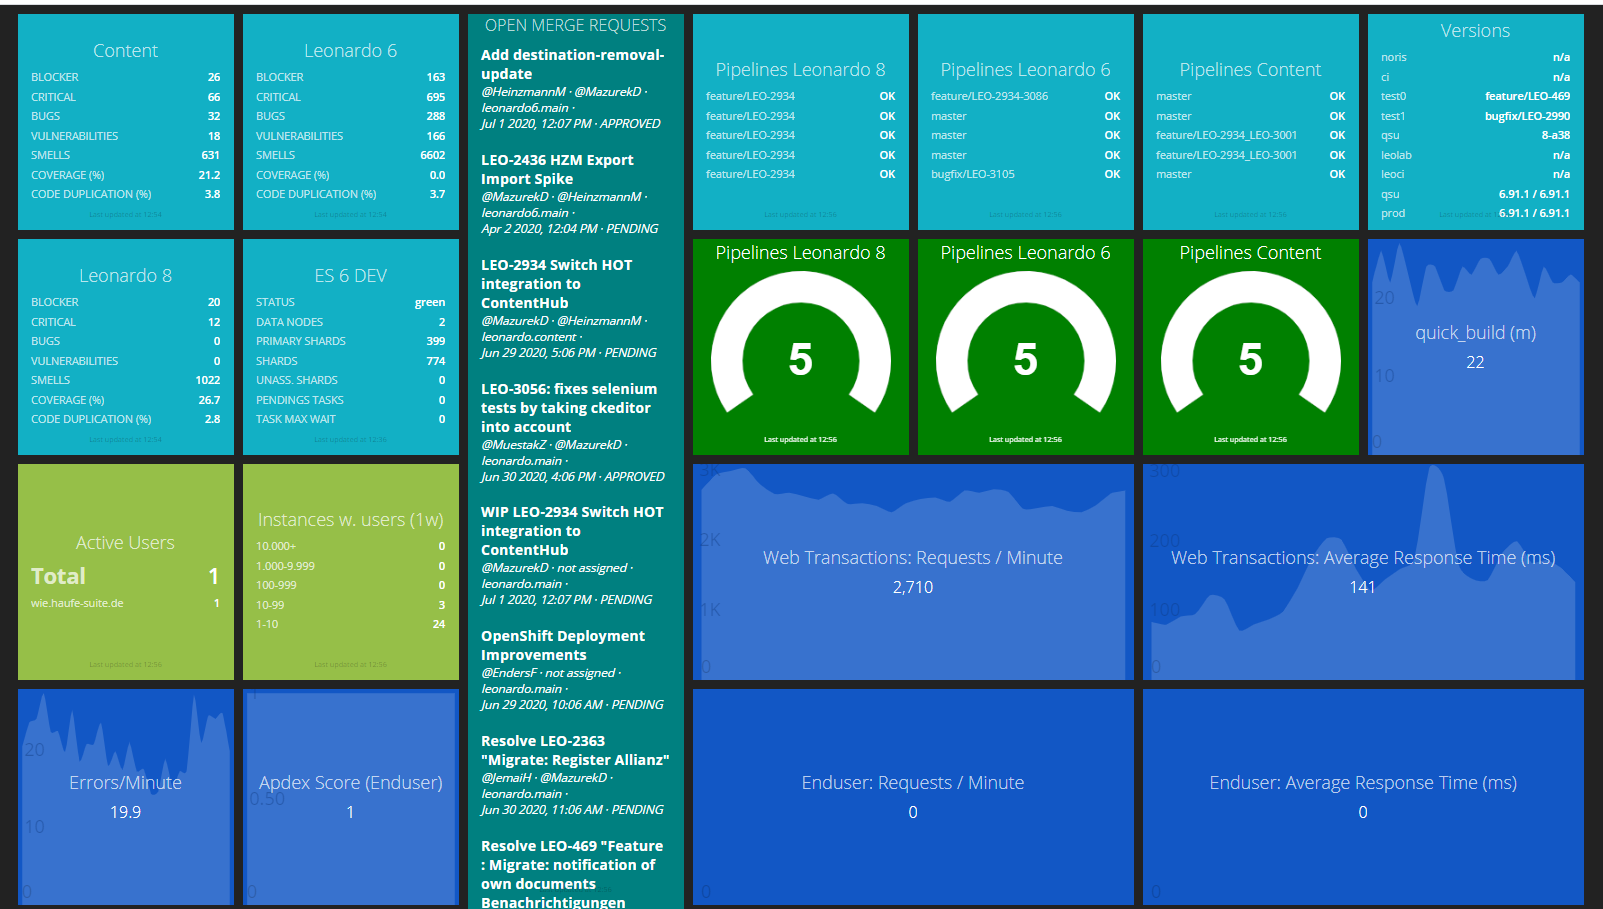 Content
BLOCKER 26
CRITICAL 66
BUGS 32
VULNERABILITIES 18
SMELLS 631
COVERAGE (%) 21.2
CODE DUPLICATION (%) 3.8
Last updated at 12:54
Leonardo 6
BLOCKER 163
CRITICAL 695
BUGS 288
VULNERABILITIES 166
SMELLS 6602
COVERAGE (%) 0.0
CODE DUPLICATION (%) 3.7
Last updated at 12:54
OPEN MERGE REQUESTS
Add destination-removal-
update
@HeinzmannM · @MazurekD ·
leonardo6.main ·
Jul 1 2020, 12:07 PM · APPROVED
LEO-2436 HZM Export
Import Spike
@MazurekD · @HeinzmannM ·
leonardo6.main ·
Apr 2 2020, 12:04 PM · PENDING
LEO-2934 Switch HOT
integration to
ContentHub
@MazurekD · @HeinzmannM ·
leonardo.content ·
Jun 29 2020, 5:06 PM · PENDING
LEO-3056: fixes selenium
tests by taking ckeditor
into account
@MuestakZ · @MazurekD ·
leonardo.main ·
Jun 30 2020, 4:06 PM · APPROVED
WIP LEO-2934 Switch HOT
integration to
ContentHub
@MazurekD · not assigned ·
leonardo.main ·
Jul 1 2020, 12:07 PM · PENDING
OpenShift Deployment
Improvements
@EndersF · not assigned ·
leonardo.main ·
Jun 29 2020, 10:06 AM · PENDING
Resolve LEO-2363
"Migrate: Register Allianz"
@JemaiH · @MazurekD ·
leonardo.main ·
Jun 30 2020, 11:06 AM · PENDING
Resolve LEO-469 "Feature
: Migrate: notification of
own documents
Benachrichtigungen
Pipelines Leonardo 8
feature/LEO-2934 OK
feature/LEO-2934 OK
feature/LEO-2934 OK
feature/LEO-2934 OK
feature/LEO-2934 OK
Last updated at 12:56
Pipelines Leonardo 6
feature/LEO-2934-3086 OK
master OK
master OK
master OK
bugfix/LEO-3105 OK
Last updated at 12:56
Pipelines Content
master OK
master OK
feature/LEO-2934_LEO-3001 OK
feature/LEO-2934_LEO-3001 OK
master OK
Last updated at 12:56
Versions
noris n/a
ci n/a
test0 feature/LEO-469
test1 bugfix/LEO-2990
qsu 8-a38
leolab n/a
leoci n/a
qsu 6.91.1 / 6.91.1
prod 6.91.1 / 6.91.1
Leonardo 8
BLOCKER 20
CRITICAL 12
BUGS 0
VULNERABILITIES 0
SMELLS 1022
COVERAGE (%) 26.7
CODE DUPLICATION (%) 2.8
Last updated at 12:54
ES 6 DEV
STATUS green
DATA NODES 2
PRIMARY SHARDS 399
SHARDS 774
UNASS. SHARDS 0
PENDINGS TASKS 0
TASK MAX WAIT 0
Last updated at 12:56
Pipelines Leonardo 8
5
Last updated at 12:56
Pipelines Leonardo 6
5
Last updated at 12:56
Pipelines Content
5
Last updated at 12:56
20
quick_build (m)
22
10
0
Active Users
Total 1
wie.haufe-suite.de 1
Last updated at 12:56
Instances w. users (1w)
10.000+ 0
1.000-9.999 0
100-999 0
10-99 3
1-10 24
Last updated at 12:56
3K
2K
Web Transactions: Requests / Minute
2,710
1K
0
300
200
Web Transactions: Average Response Time (ms)
141
100
0
20
Errors/Minute
19.9
10
0
1
Apdex Score (Enduser)
0.50
1
0
Enduser: Requests / Minute
0
0
Enduser: Average Response Time (ms)
0
0